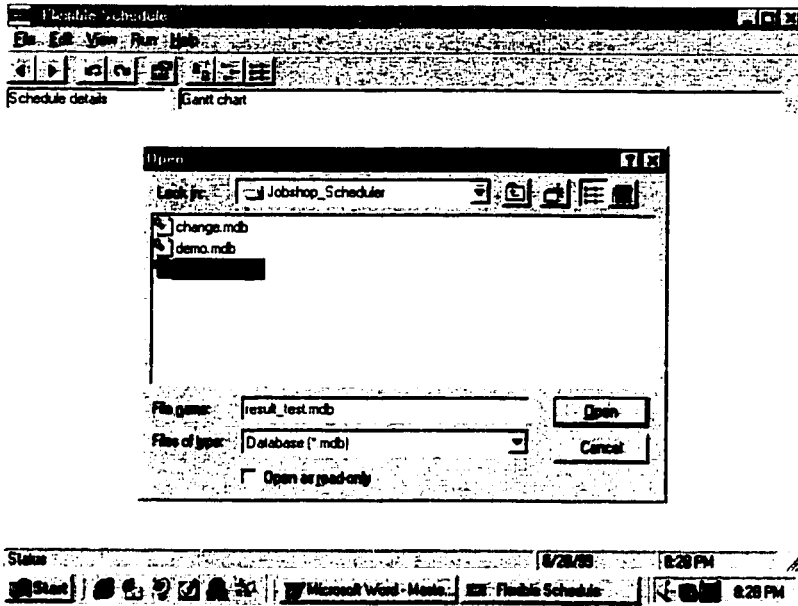 Flexible Schedule
File Edit View Run Help
Schedule details Gantt chart
Open
Look in: Jobshop_Scheduler
change.mdb
demo.mdb
File name: result_test.mdb Open
Files of type: Database (*.mdb) Cancel
Open as read-only
Status 8:28 PM
Start Microsoft Word - Maste... Flexible Schedule 8:28 PM